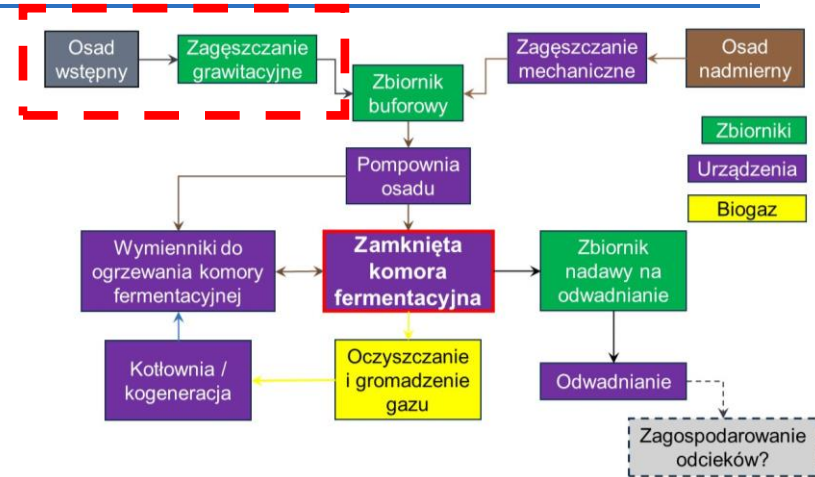 Osad
wstępny
Zagęszczanie
grawitacyjne
Zbiornik
buforowy
Zagęszczanie
mechaniczne
Osad
nadmierny
Zbiorniki
Urządzenia
Biogaz
Pompownia
osadu
Wymienniki do
ogrzewania komory
fermentacyjnej
Zamknięta
komora
fermentacyjna
Zbiornik
nadawy na
odwadnianie
Kotłownia /
kogeneracja
Oczyszczanie
i gromadzenie
gazu
Odwadnianie
Zagospodarowanie
odcieków?